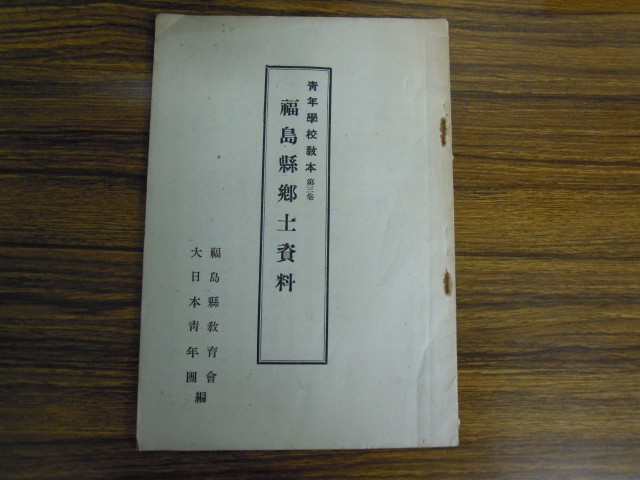 青年學校敎本 第三卷
福島縣鄕土資料
福島縣敎育會
大日本靑年團
編